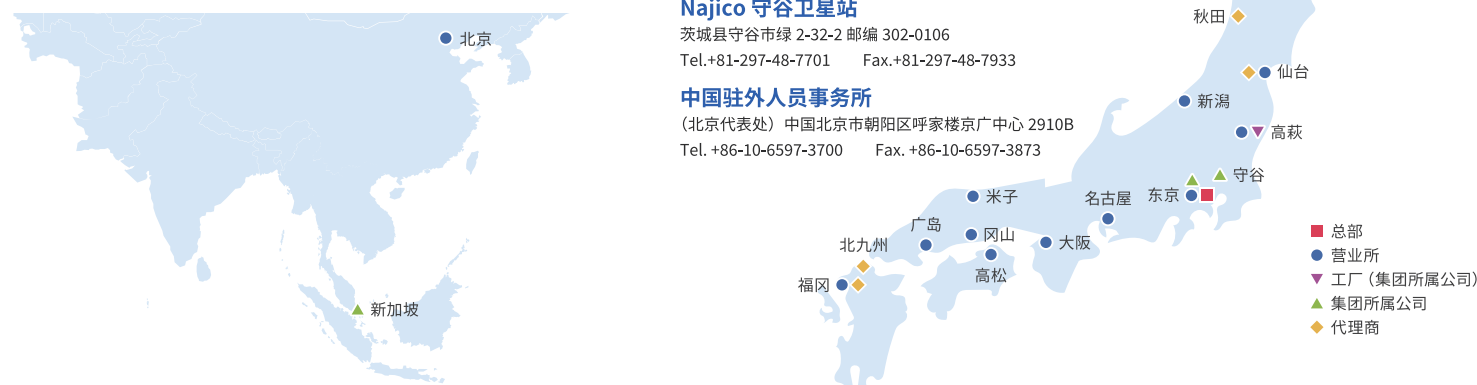 北京
新加坡
Najico 守谷卫星站
茨城县守谷市绿 2-32-2 邮编 302-0106
Tel.+81-297-48-7701 Fax.+81-297-48-7933
中国驻外人员事务所
（北京代表处）中国北京市朝阳区呼家楼京广中心 2910B
Tel. +86-10-6597-3700 Fax. +86-10-6597-3873
秋田
仙台
新潟
高萩
守谷
东京
名古屋
米子
广岛
冈山
大阪
北九州
高松
福冈
总部
营业所
工厂（集团所属公司）
集团所属公司
代理商